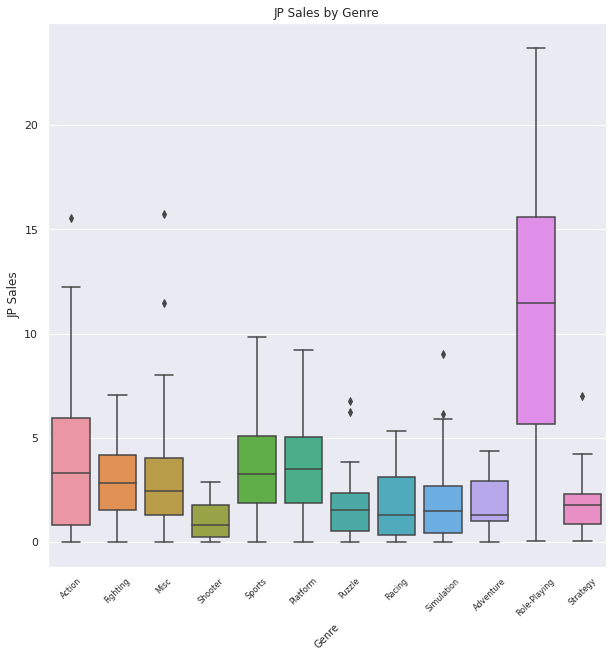 JP Sales by Genre
JP Sales
20
15
10
5
0
Action
Fighting
Misc
Shooter
Sports
Platform
Puzzle
Racing
Simulation
Adventure
Role-Playing
Strategy
Genre